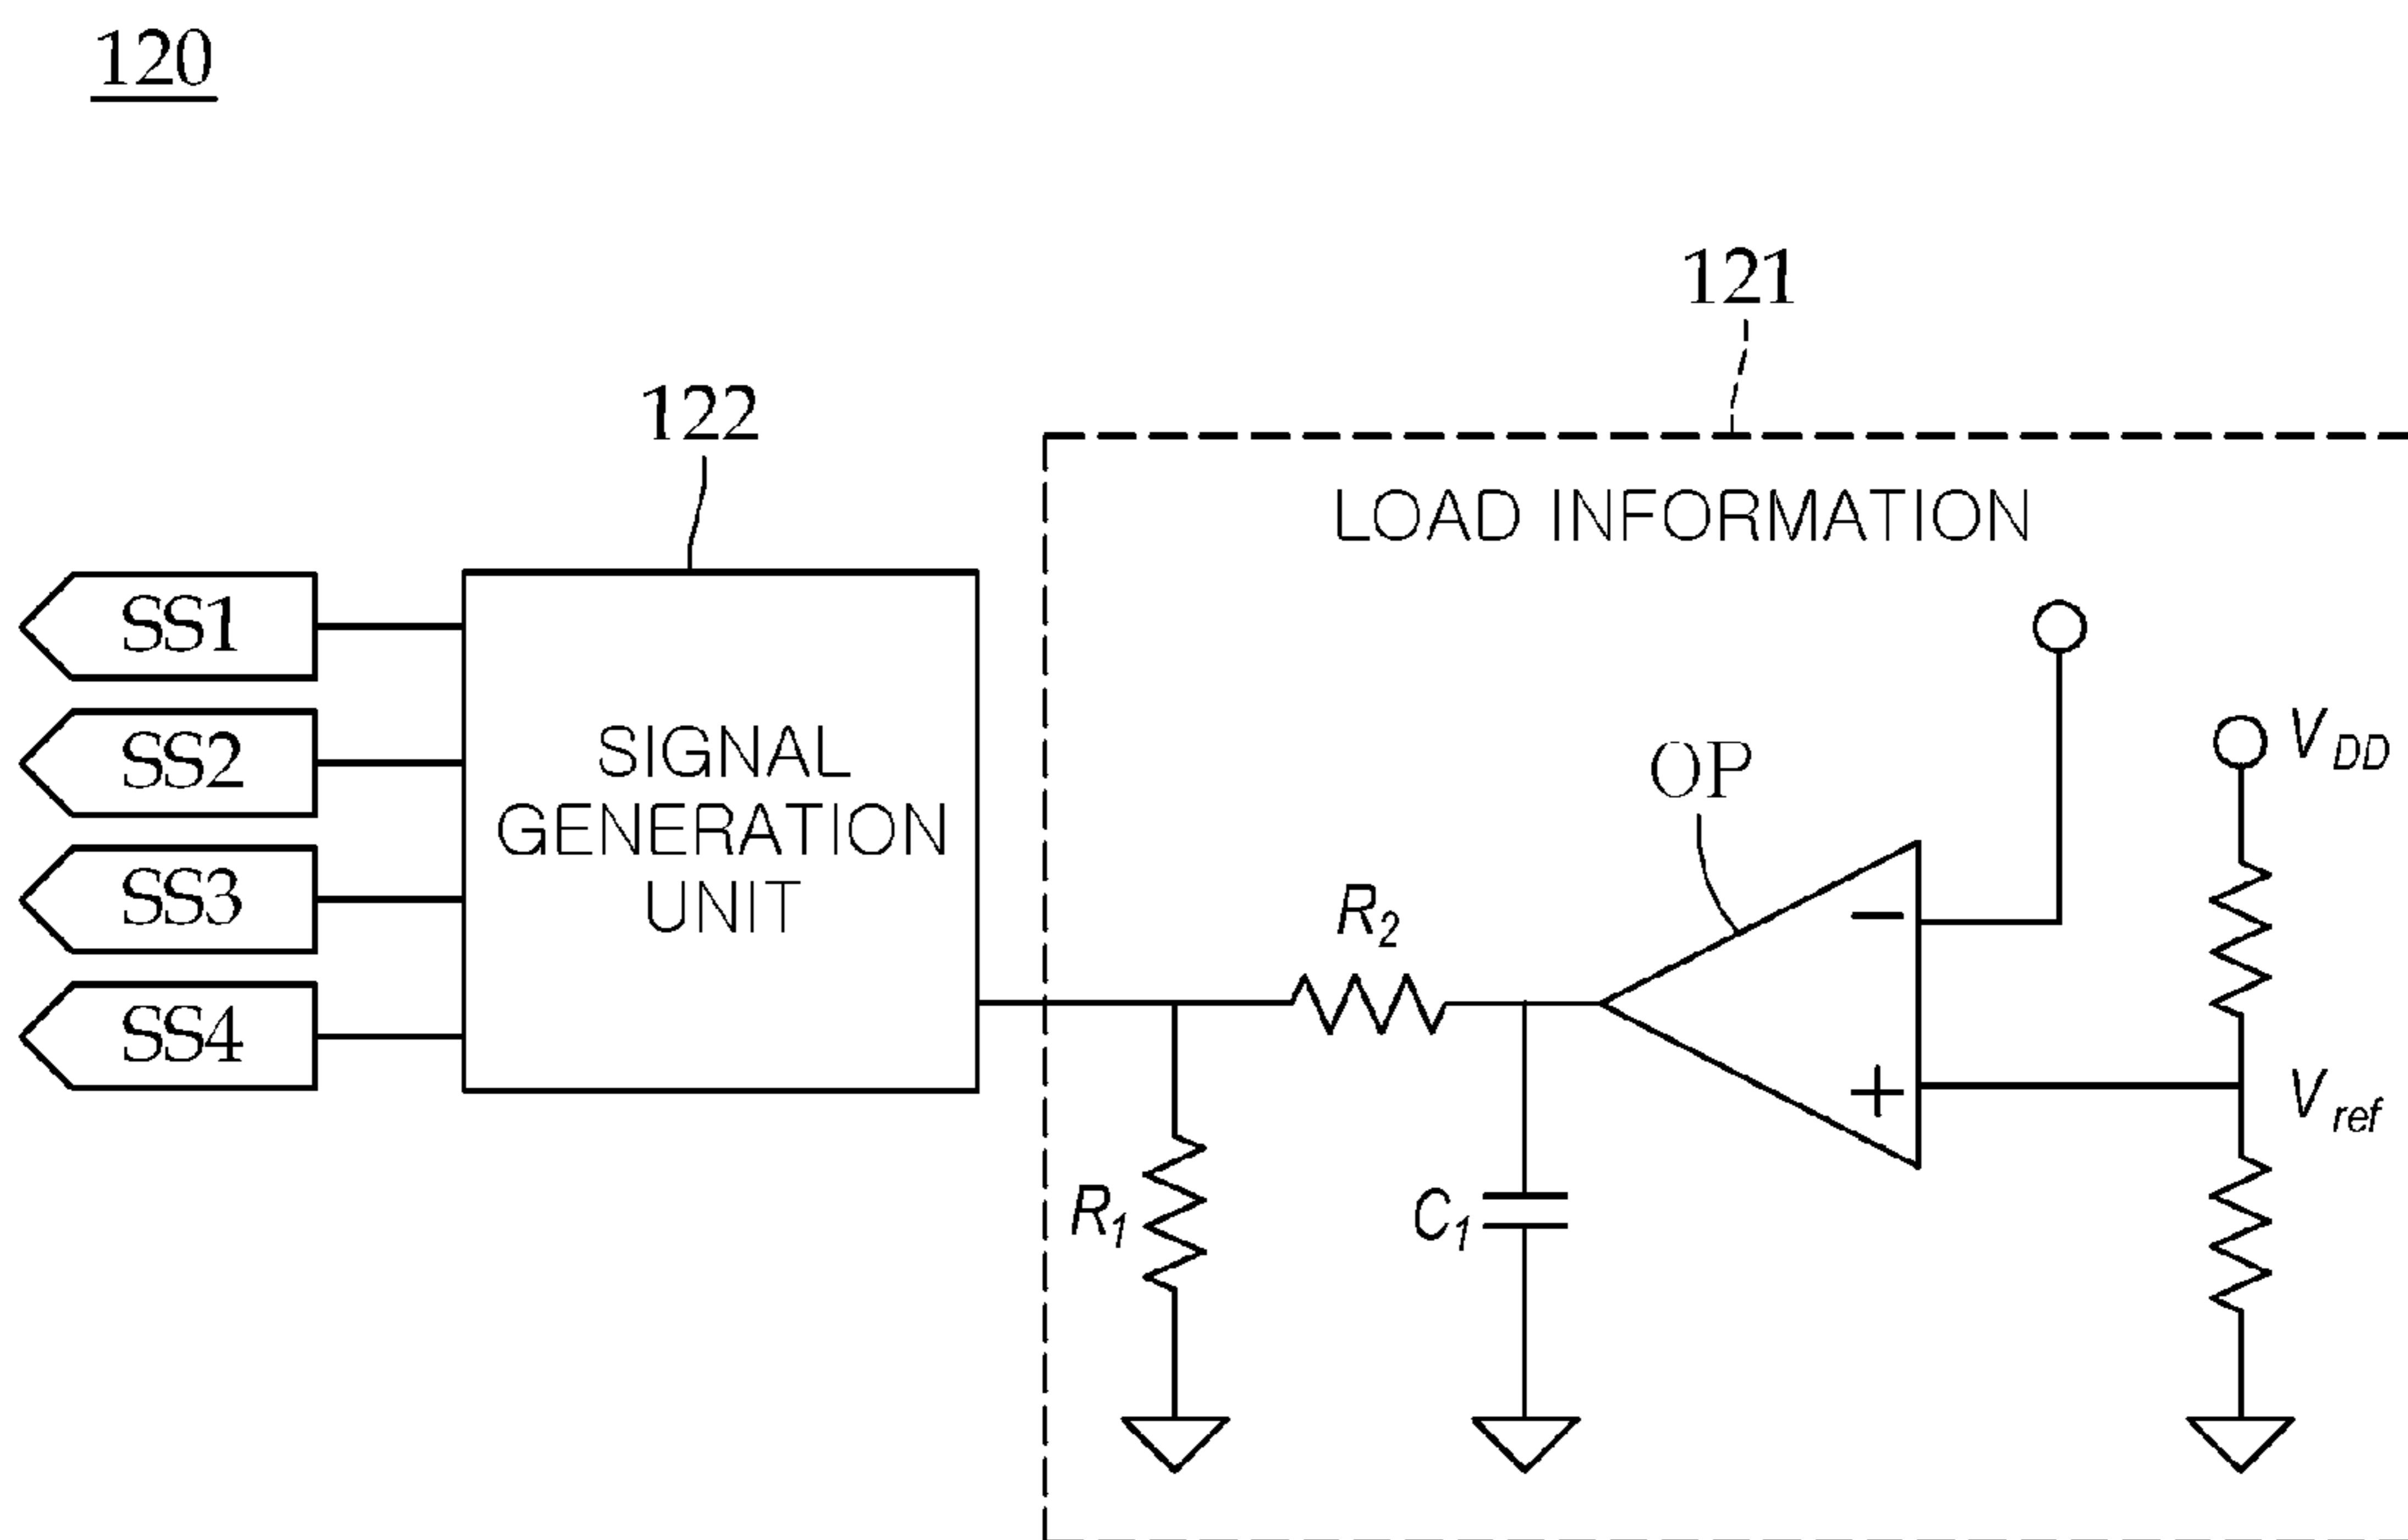 120
121
122
LOAD INFORMATION
SS1
SS2
SS3
SS4
SIGNAL
GENERATION
UNIT
OP
V_DD
R_2
−
+
V_ref
R_1
C_1